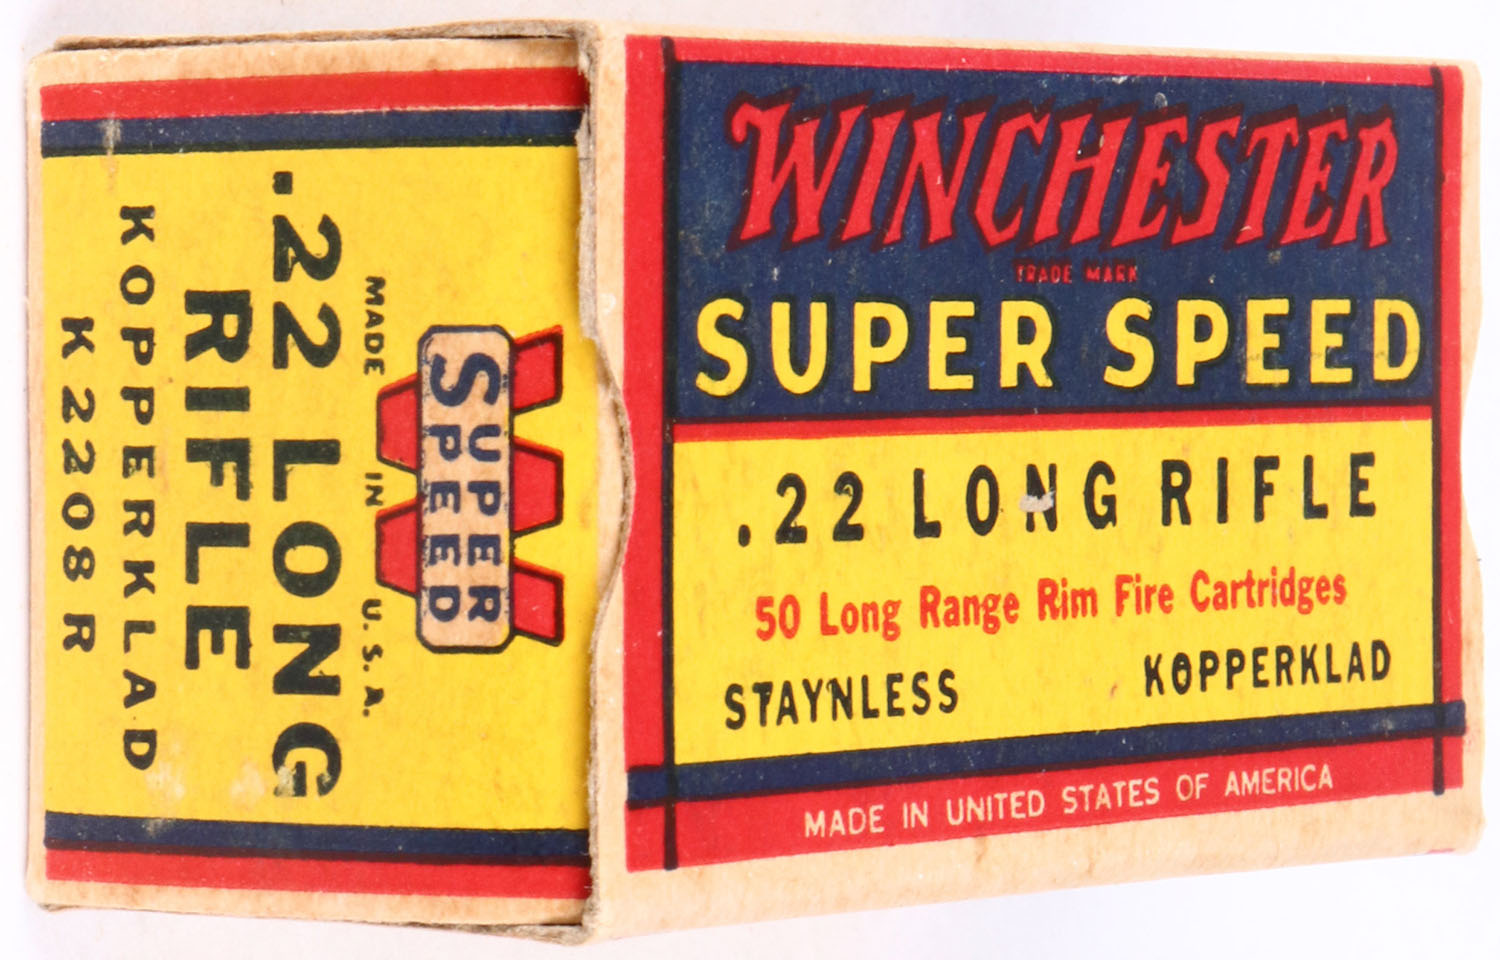 WINCHESTER
TRADE MARK
SUPER SPEED
.22 LONG RIFLE
50 Long Range Rim Fire Cartridges
STAYNLESS KOPPERKLAD
MADE IN UNITED STATES OF AMERICA
SUPER
SPEED
MADE IN U.S.A.
.22 LONG
RIFLE
KOPPERKLAD
K2208R